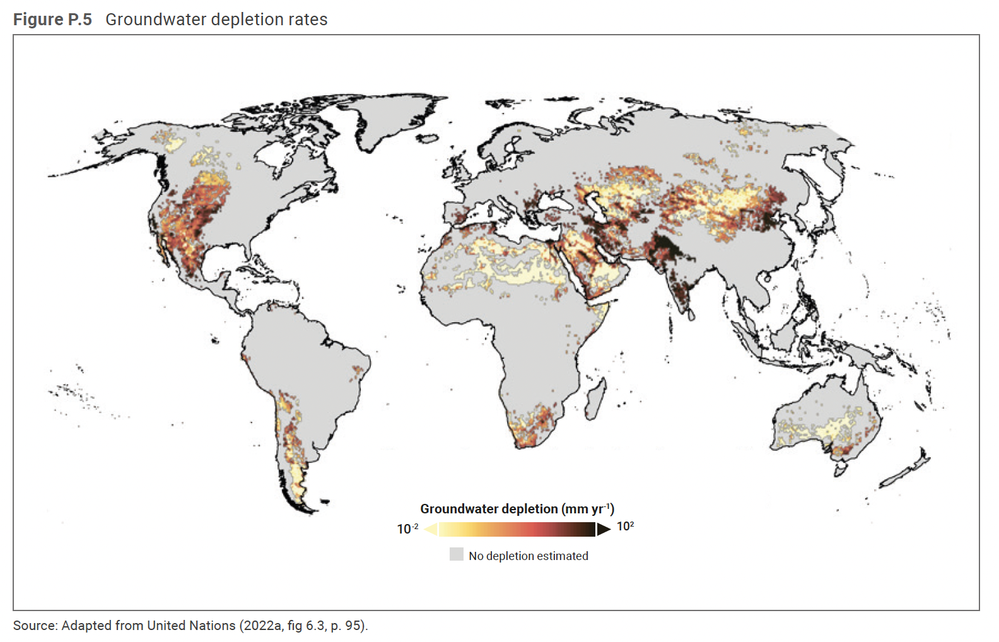 Figure P.5 Groundwater depletion rates
Groundwater depletion (mm yr⁻¹)
10⁻² 10²
No depletion estimated
Source: Adapted from United Nations (2022a, fig 6.3, p. 95).